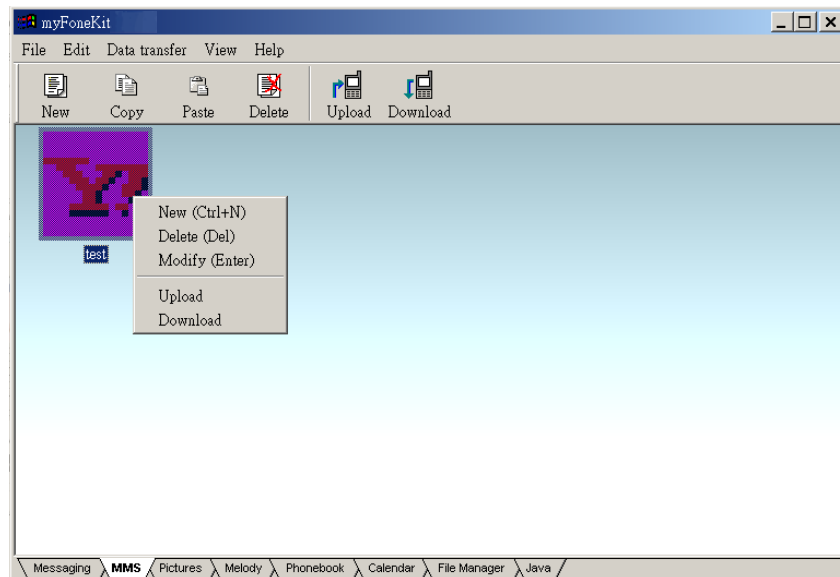 myFoneKit
File Edit Data transfer View Help
New Copy Paste Delete Upload Download
test
New (Ctrl+N)
Delete (Del)
Modify (Enter)
Upload
Download
Messaging MMS Pictures Melody Phonebook Calendar File Manager Java